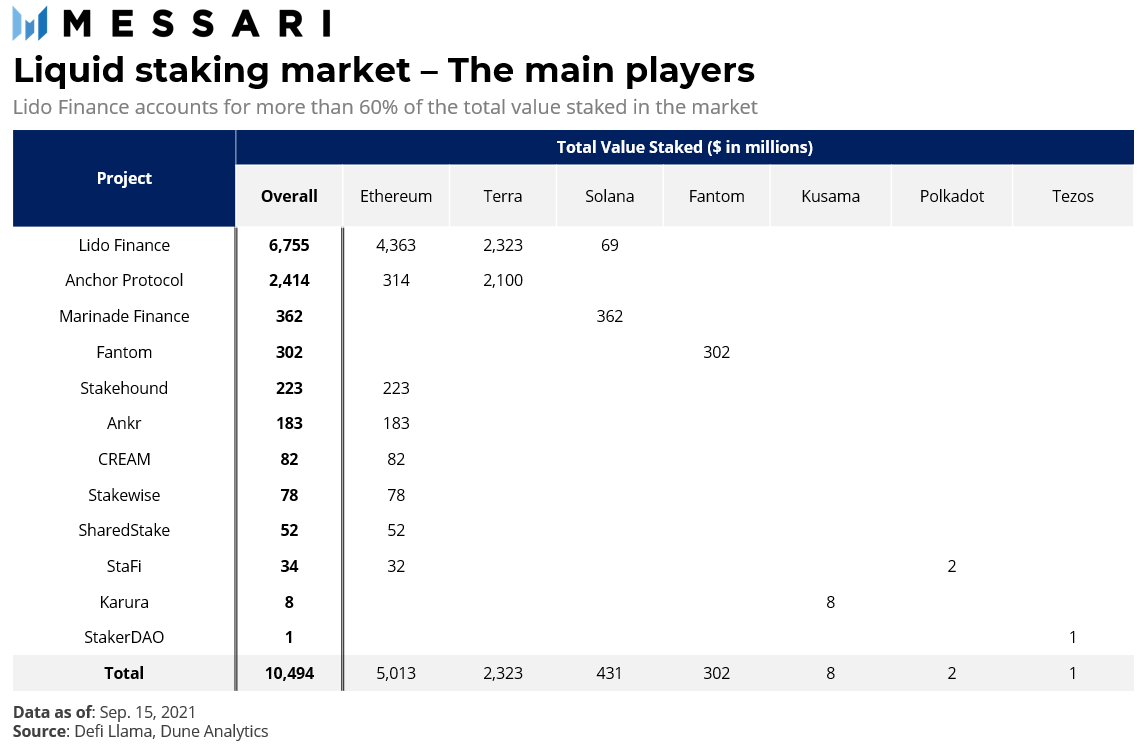 MESSARI
Liquid staking market – The main players
Lido Finance accounts for more than 60% of the total value staked in the market
Project Total Value Staked ($ in millions)
Overall Ethereum Terra Solana Fantom Kusama Polkadot Tezos
Lido Finance 6,755 4,363 2,323 69
Anchor Protocol 2,414 314 2,100
Marinade Finance 362 362
Fantom 302 302
Stakehound 223 223
Ankr 183 183
CREAM 82 82
Stakewise 78 78
SharedStake 52 52
StaFi 34 32 2
Karura 8 8
StakerDAO 1 1
Total 10,494 5,013 2,323 431 302 8 2 1
Data as of: Sep. 15, 2021
Source: Defi Llama, Dune Analytics